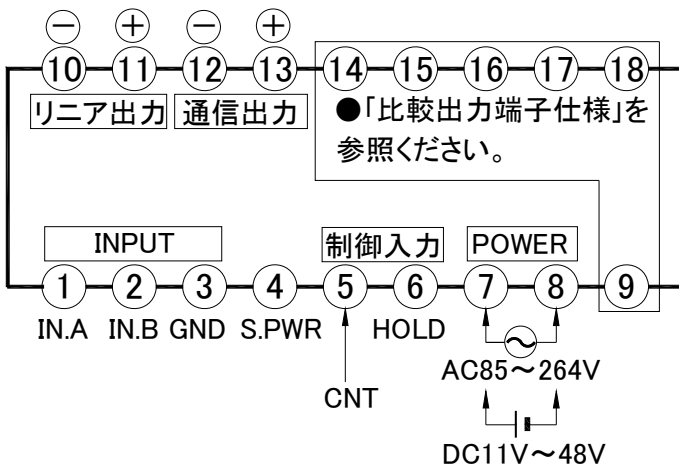 − + − +
10 11 12 13 14 15 16 17 18
リニア出力 通信出力
●「比較出力端子仕様」を
参照ください。
INPUT 制御入力 POWER
1 2 3 4 5 6 7 8 9
IN.A IN.B GND S.PWR HOLD
AC85～264V
CNT
DC11V～48V